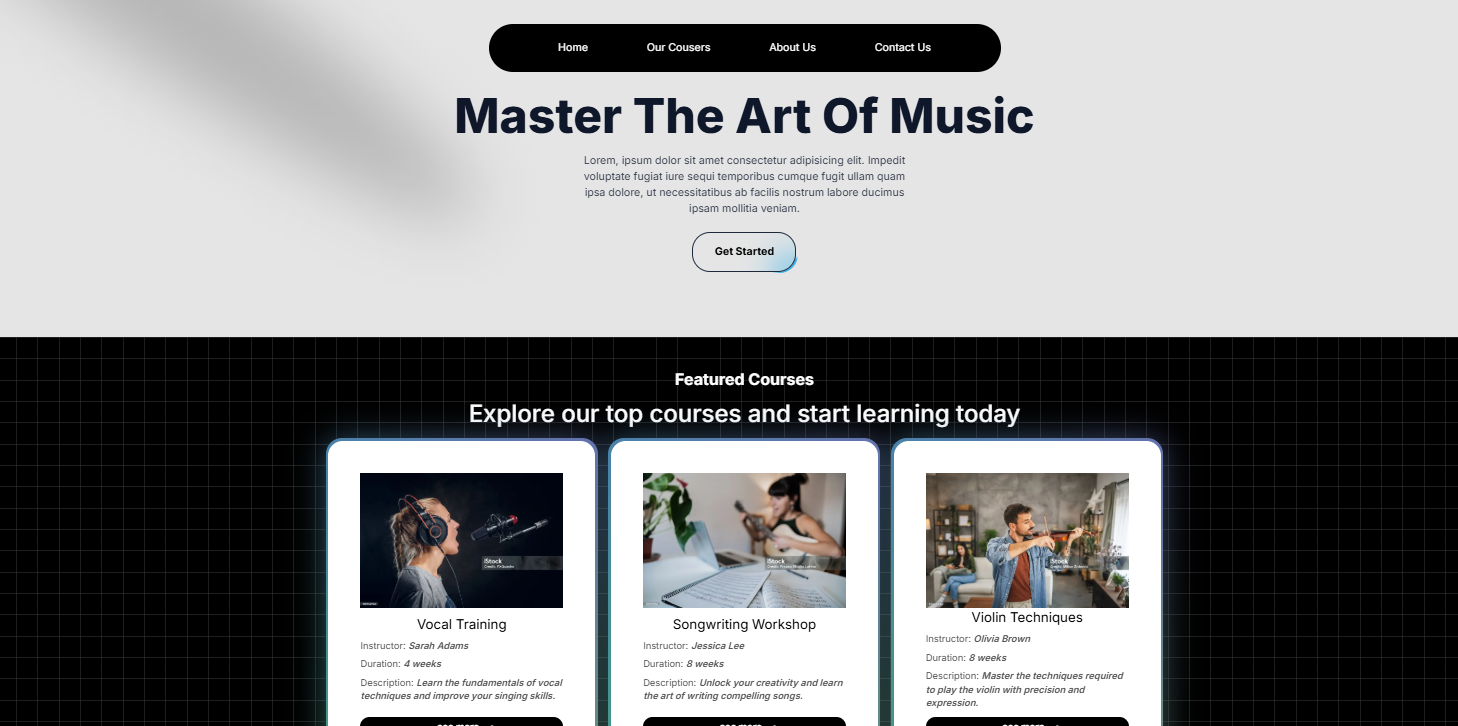 Home
Our Cousers
About Us
Contact Us
Master The Art Of Music
Lorem, ipsum dolor sit amet consectetur adipisicing elit. Impedit
voluptate fugiat iure sequi temporibus cumque fugit ullam quam
ipsa dolore, ut necessitatibus ab facilis nostrum labore ducimus
ipsam mollitia veniam.
Get Started
Featured Courses
Explore our top courses and start learning today
iStock
Vocal Training
Instructor: Sarah Adams
Duration: 4 weeks
Description: Learn the fundamentals of vocal
techniques and improve your singing skills.
iStock
Songwriting Workshop
Instructor: Jessica Lee
Duration: 8 weeks
Description: Unlock your creativity and learn
the art of writing compelling songs.
iStock
Violin Techniques
Instructor: Olivia Brown
Duration: 8 weeks
Description: Master the techniques required
to play the violin with precision and
expression.